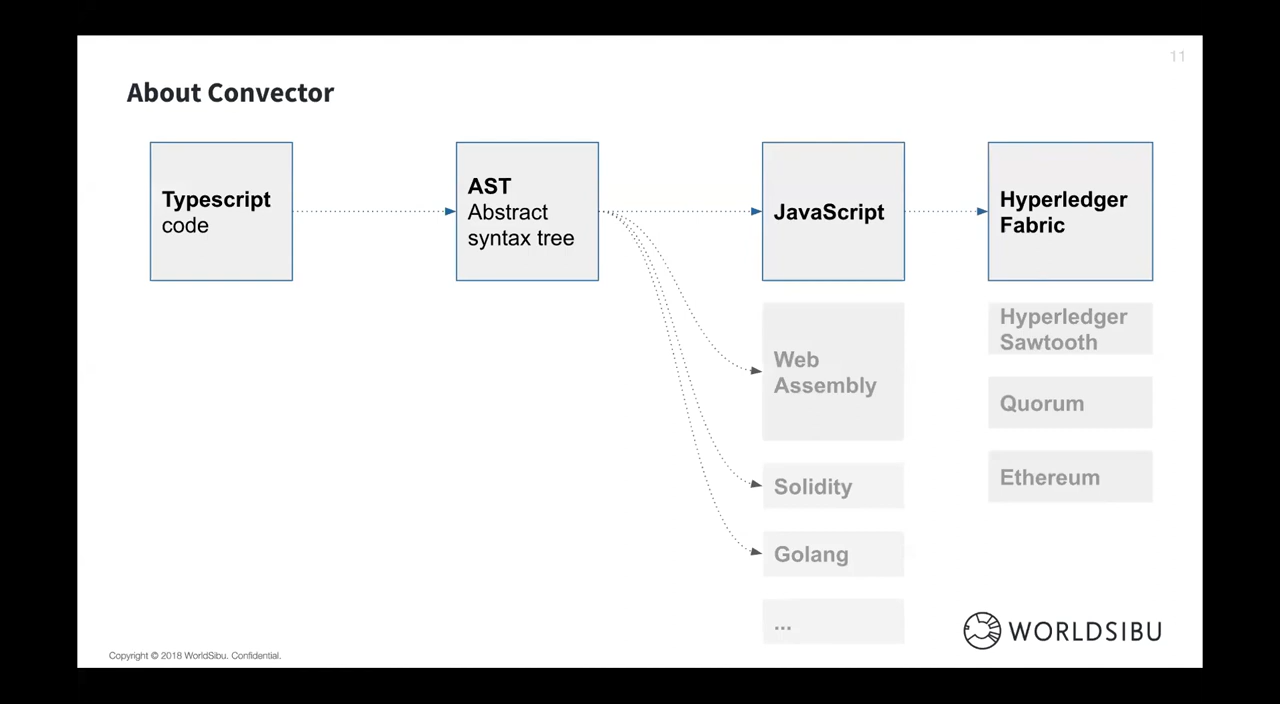 11
About Convector
Typescript
code
AST
Abstract
syntax tree
JavaScript
Hyperledger
Fabric
Web
Assembly
Solidity
Golang
...
Hyperledger
Sawtooth
Quorum
Ethereum
WORLDSIBU
Copyright © 2018 WorldSibu. Confidential.